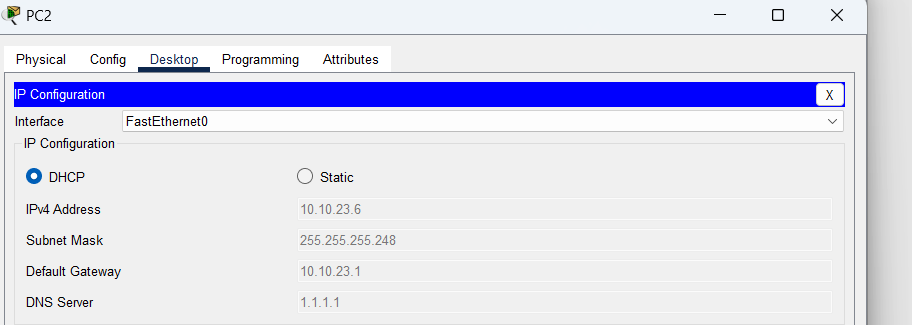 PC2
Physical Config Desktop Programming Attributes
IP Configuration X
Interface FastEthernet0
IP Configuration
DHCP Static
IPv4 Address 10.10.23.6
Subnet Mask 255.255.255.248
Default Gateway 10.10.23.1
DNS Server 1.1.1.1